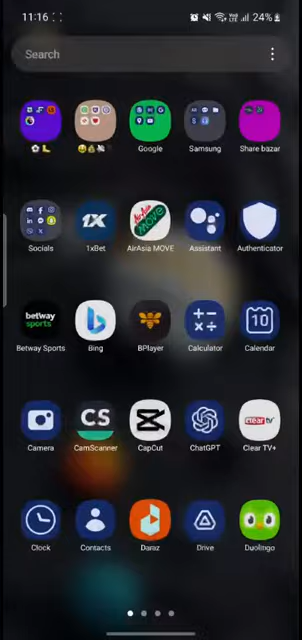 11:16
24%
Search
Google
Samsung
Share bazar
Socials
1xBet
AirAsia MOVE
Assistant
Authenticator
1X
AirAsia
MOVE
betway
sports
10
Betway Sports
Bing
BPlayer
Calculator
Calendar
CS
clear tv
Camera
CamScanner
CapCut
ChatGPT
Clear TV+
Clock
Contacts
Daraz
Drive
Duolingo